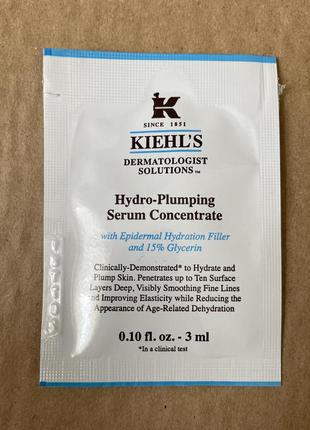 K
SINCE 1851
KIEHL'S
DERMATOLOGIST
SOLUTIONS™
Hydro-Plumping
Serum Concentrate
with Epidermal Hydration Filler
and 15% Glycerin
Clinically-Demonstrated* to Hydrate and
Plump Skin. Penetrates up to Ten Surface
Layers Deep, Visibly Smoothing Fine Lines
and Improving Elasticity while Reducing the
Appearance of Age-Related Dehydration
0.10 fl. oz. - 3 ml
*In a clinical test